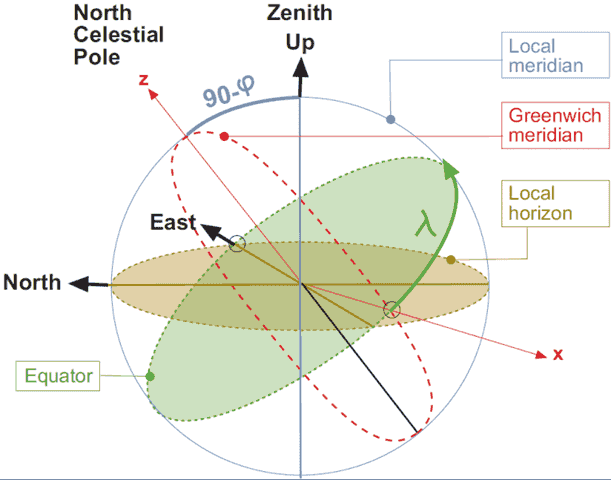 North
Celestial
Pole
Zenith
Up
z
90-φ
Local
meridian
Greenwich
meridian
Local
horizon
λ
East
North
x
Equator